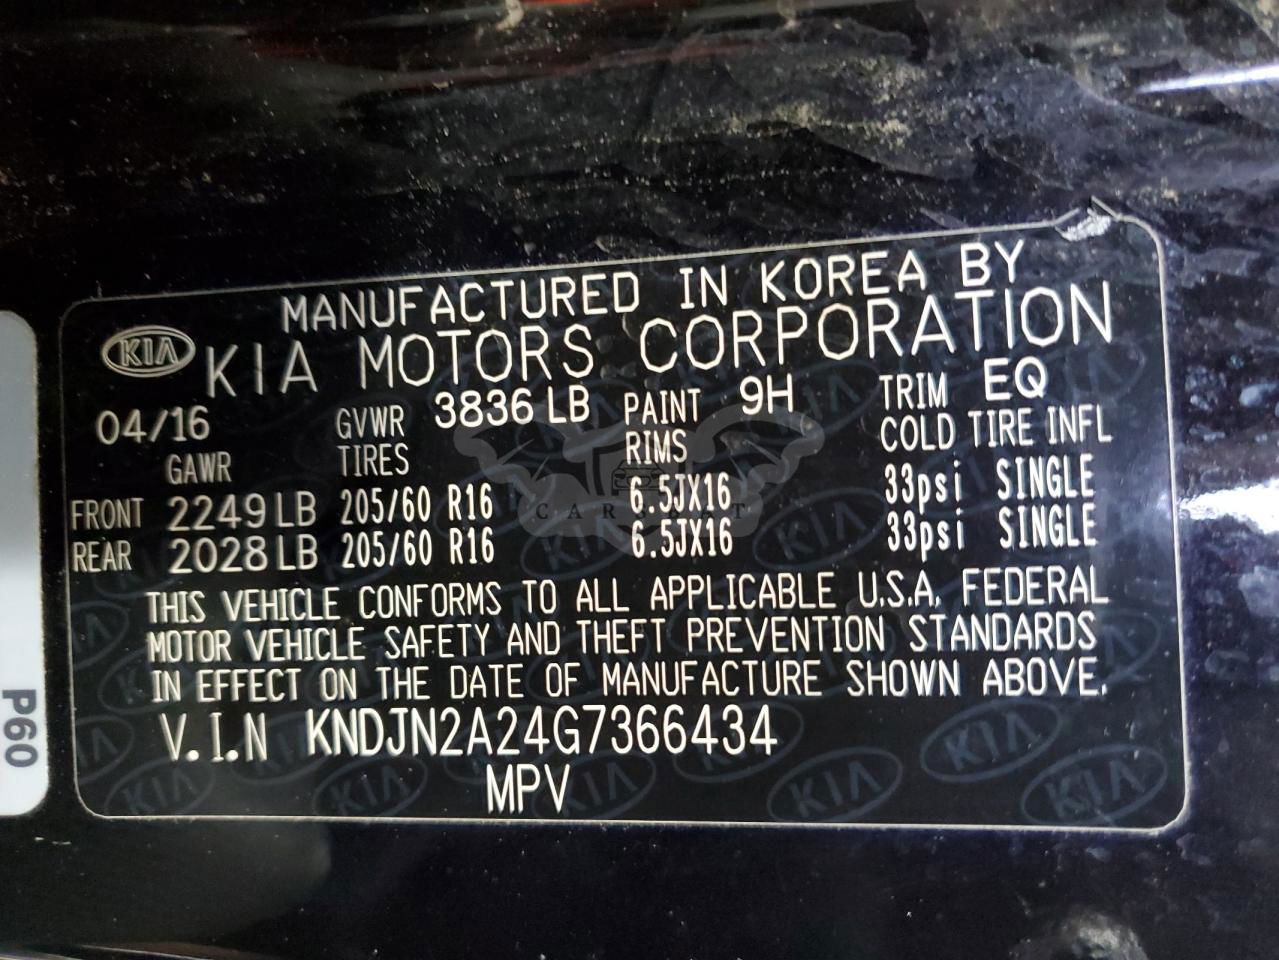 MANUFACTURED IN KOREA BY
KIA KIA MOTORS CORPORATION
04/16 GVWR 3836 LB PAINT 9H TRIM EQ
GAWR TIRES RIMS COLD TIRE INFL
FRONT 2249 LB 205/60 R16 6.5JX16 33psi SINGLE
REAR 2028 LB 205/60 R16 6.5JX16 33psi SINGLE
THIS VEHICLE CONFORMS TO ALL APPLICABLE U.S.A. FEDERAL
MOTOR VEHICLE SAFETY AND THEFT PREVENTION STANDARDS
IN EFFECT ON THE DATE OF MANUFACTURE SHOWN ABOVE.
V.I.N KNDJN2A24G7366434
MPV
P60